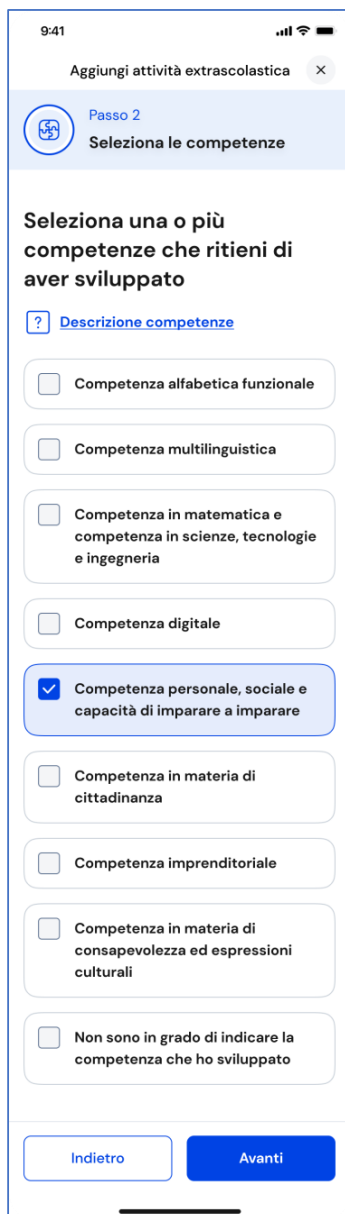 9:41
Aggiungi attività extrascolastica
Passo 2
Seleziona le competenze
Seleziona una o più
competenze che ritieni di
aver sviluppato
? Descrizione competenze
Competenza alfabetica funzionale
Competenza multilinguistica
Competenza in matematica e
competenza in scienze, tecnologie
e ingegneria
Competenza digitale
Competenza personale, sociale e
capacità di imparare a imparare
Competenza in materia di
cittadinanza
Competenza imprenditoriale
Competenza in materia di
consapevolezza ed espressioni
culturali
Non sono in grado di indicare la
competenza che ho sviluppato
Indietro
Avanti